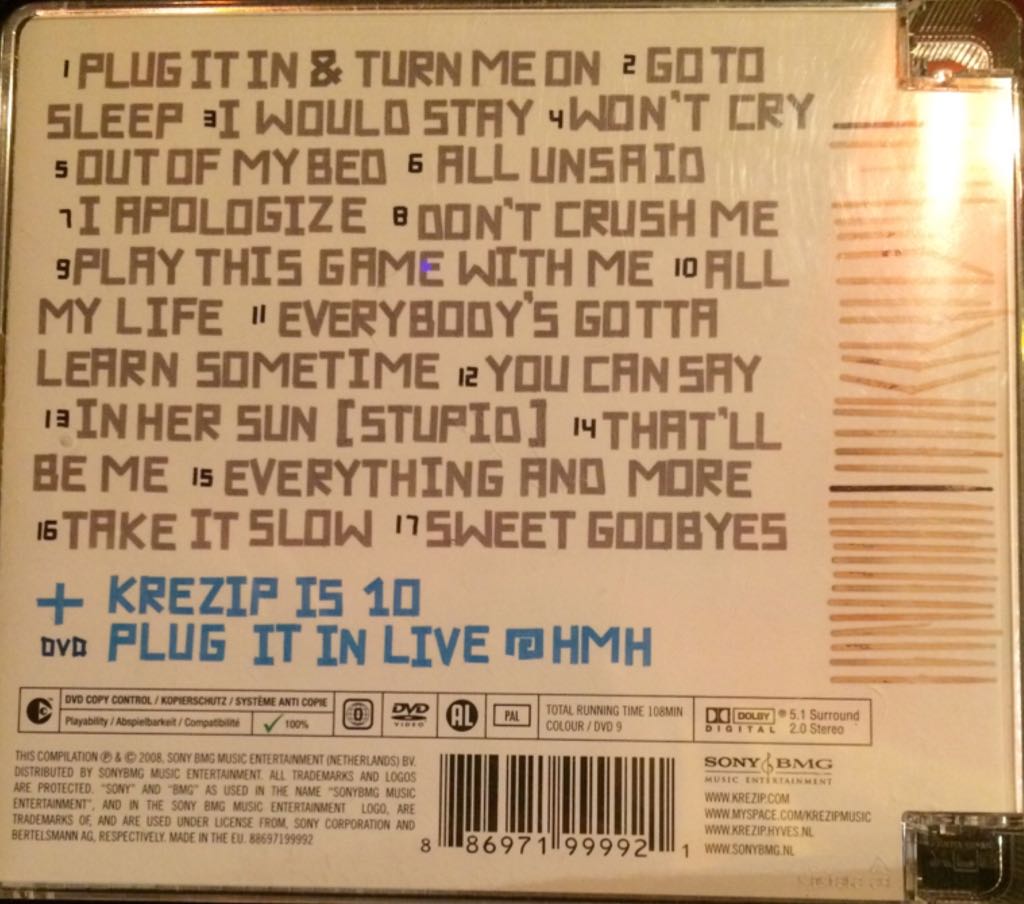 1 PLUG IT IN & TURN ME ON 2 GO TO
SLEEP 3 I WOULD STAY 4 WON'T CRY
5 OUT OF MY BED 6 ALL UNSAID
7 I APOLOGIZE 8 DON'T CRUSH ME
9 PLAY THIS GAME WITH ME 10 ALL
MY LIFE 11 EVERYBODY'S GOTTA
LEARN SOMETIME 12 YOU CAN SAY
13 IN HER SUN [STUPID] 14 THAT'LL
BE ME 15 EVERYTHING AND MORE
16 TAKE IT SLOW 17 SWEET GOOBYES
+ KREZIP IS 10
DVD PLUG IT IN LIVE @ HMH
DVD COPY CONTROL / KOPIERSCHUTZ / SYSTÈME ANTI COPIE
Playability / Abspielbarkeit / Compatibilité ✓ 100%
0
DVD VIDEO
AL
PAL
TOTAL RUNNING TIME 108MIN
COLOUR / DVD 9
DOLBY DIGITAL
5.1 Surround
2.0 Stereo
THIS COMPILATION ℗ & © 2008, SONY BMG MUSIC ENTERTAINMENT (NETHERLANDS) BV.
DISTRIBUTED BY SONYBMG MUSIC ENTERTAINMENT. ALL TRADEMARKS AND LOGOS
ARE PROTECTED. "SONY" AND "BMG" AS USED IN THE NAME "SONYBMG MUSIC
ENTERTAINMENT", AND IN THE SONY BMG MUSIC ENTERTAINMENT LOGO, ARE
TRADEMARKS OF, AND ARE USED UNDER LICENSE FROM, SONY CORPORATION AND
BERTELSMANN AG, RESPECTIVELY. MADE IN THE EU. 88697199992
8 86971 99992 1
SONY BMG
MUSIC ENTERTAINMENT
WWW.KREZIP.COM
WWW.MYSPACE.COM/KREZIPMUSIC
WWW.KREZIP.HYVES.NL
WWW.SONYBMG.NL